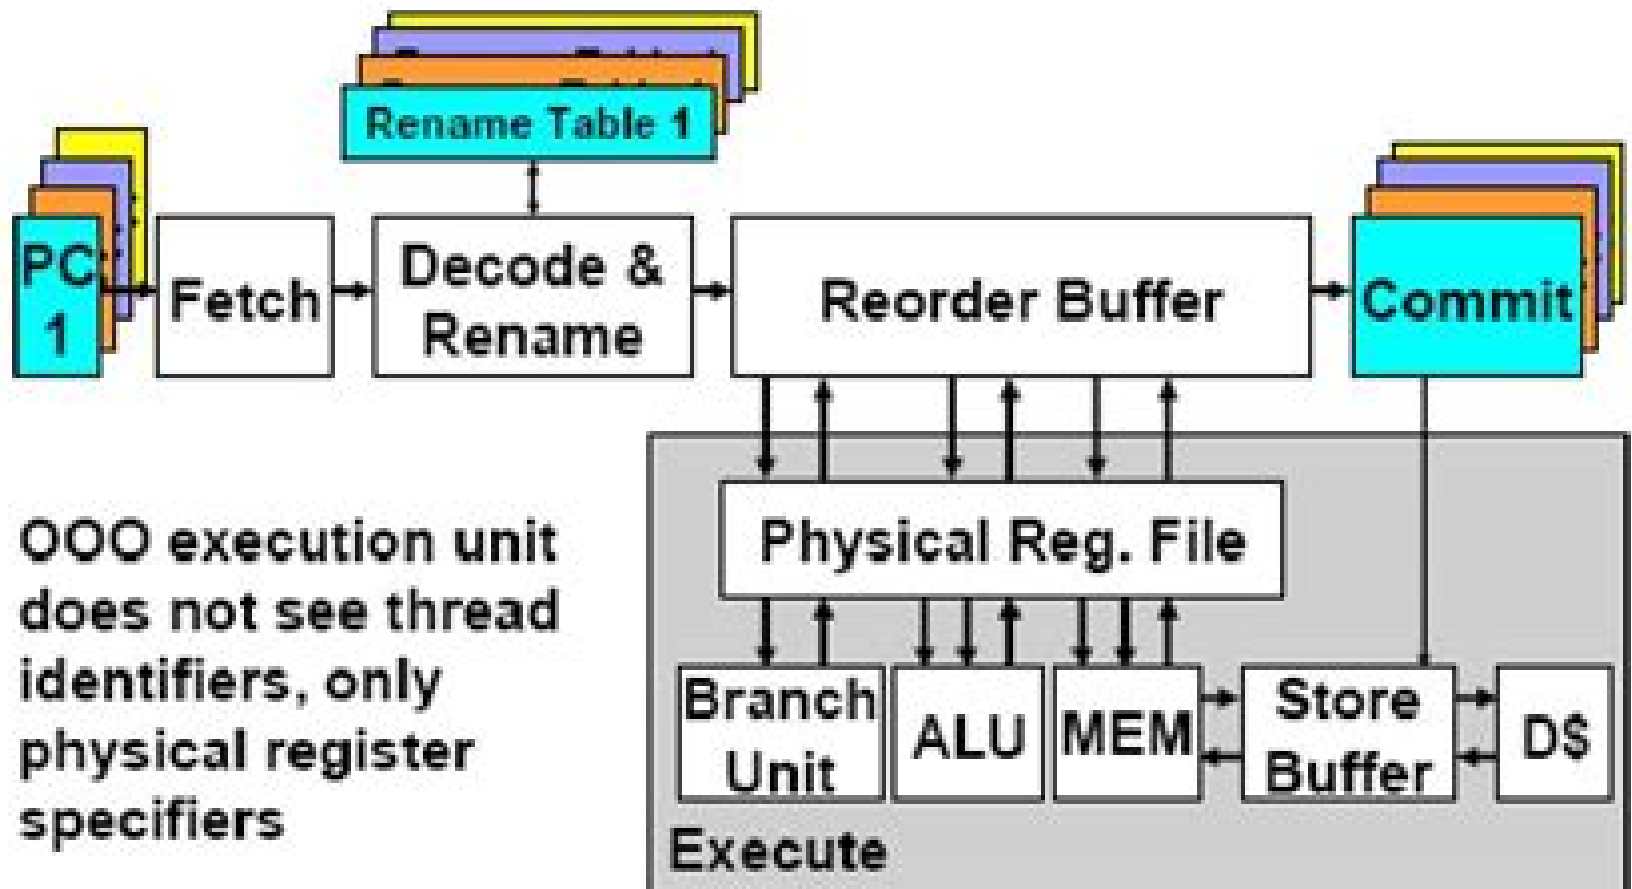 Rename Table 1
PC
1
Fetch
Decode &
Rename
Reorder Buffer
Commit
Physical Reg. File
Branch
Unit
ALU
MEM
Store
Buffer
D$
Execute
OOO execution unit
does not see thread
identifiers, only
physical register
specifiers